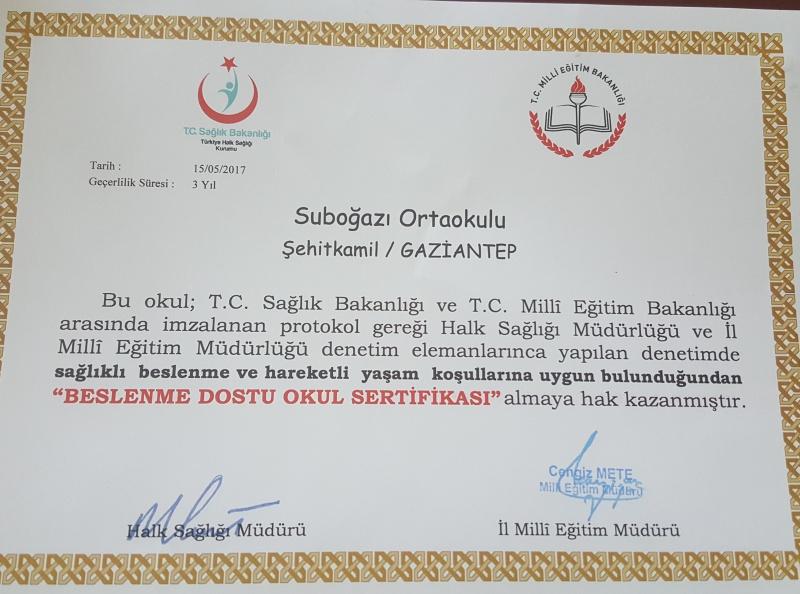 T.C. Sağlık Bakanlığı
Türkiye Halk Sağlığı
Kurumu
T.C. MİLLÎ EĞİTİM BAKANLIĞI
Tarih : 15/05/2017
Geçerlilik Süresi : 3 Yıl
Suboğazı Ortaokulu
Şehitkamil / GAZİANTEP
Bu okul; T.C. Sağlık Bakanlığı ve T.C. Millî Eğitim Bakanlığı
arasında imzalanan protokol gereği Halk Sağlığı Müdürlüğü ve İl
Millî Eğitim Müdürlüğü denetim elemanlarınca yapılan denetimde
sağlıklı beslenme ve hareketli yaşam koşullarına uygun bulunduğundan
“BESLENME DOSTU OKUL SERTİFİKASI” almaya hak kazanmıştır.
Cengiz METE
Milli Eğitim Müdürü
Halk Sağlığı Müdürü
İl Millî Eğitim Müdürü